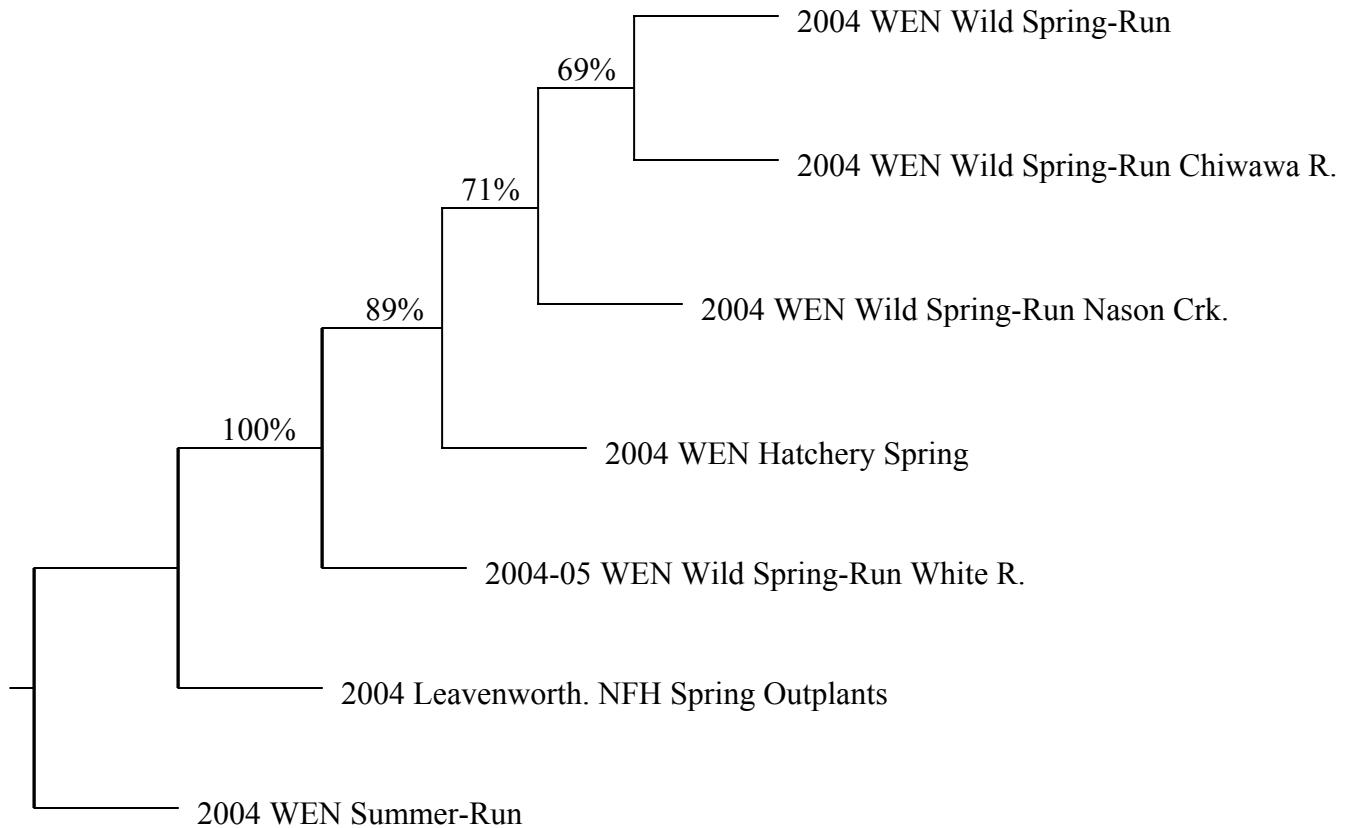 2004 WEN Wild Spring-Run
69%
2004 WEN Wild Spring-Run Chiwawa R.
71%
2004 WEN Wild Spring-Run Nason Crk.
89%
2004 WEN Hatchery Spring
100%
2004-05 WEN Wild Spring-Run White R.
2004 Leavenworth. NFH Spring Outplants
2004 WEN Summer-Run